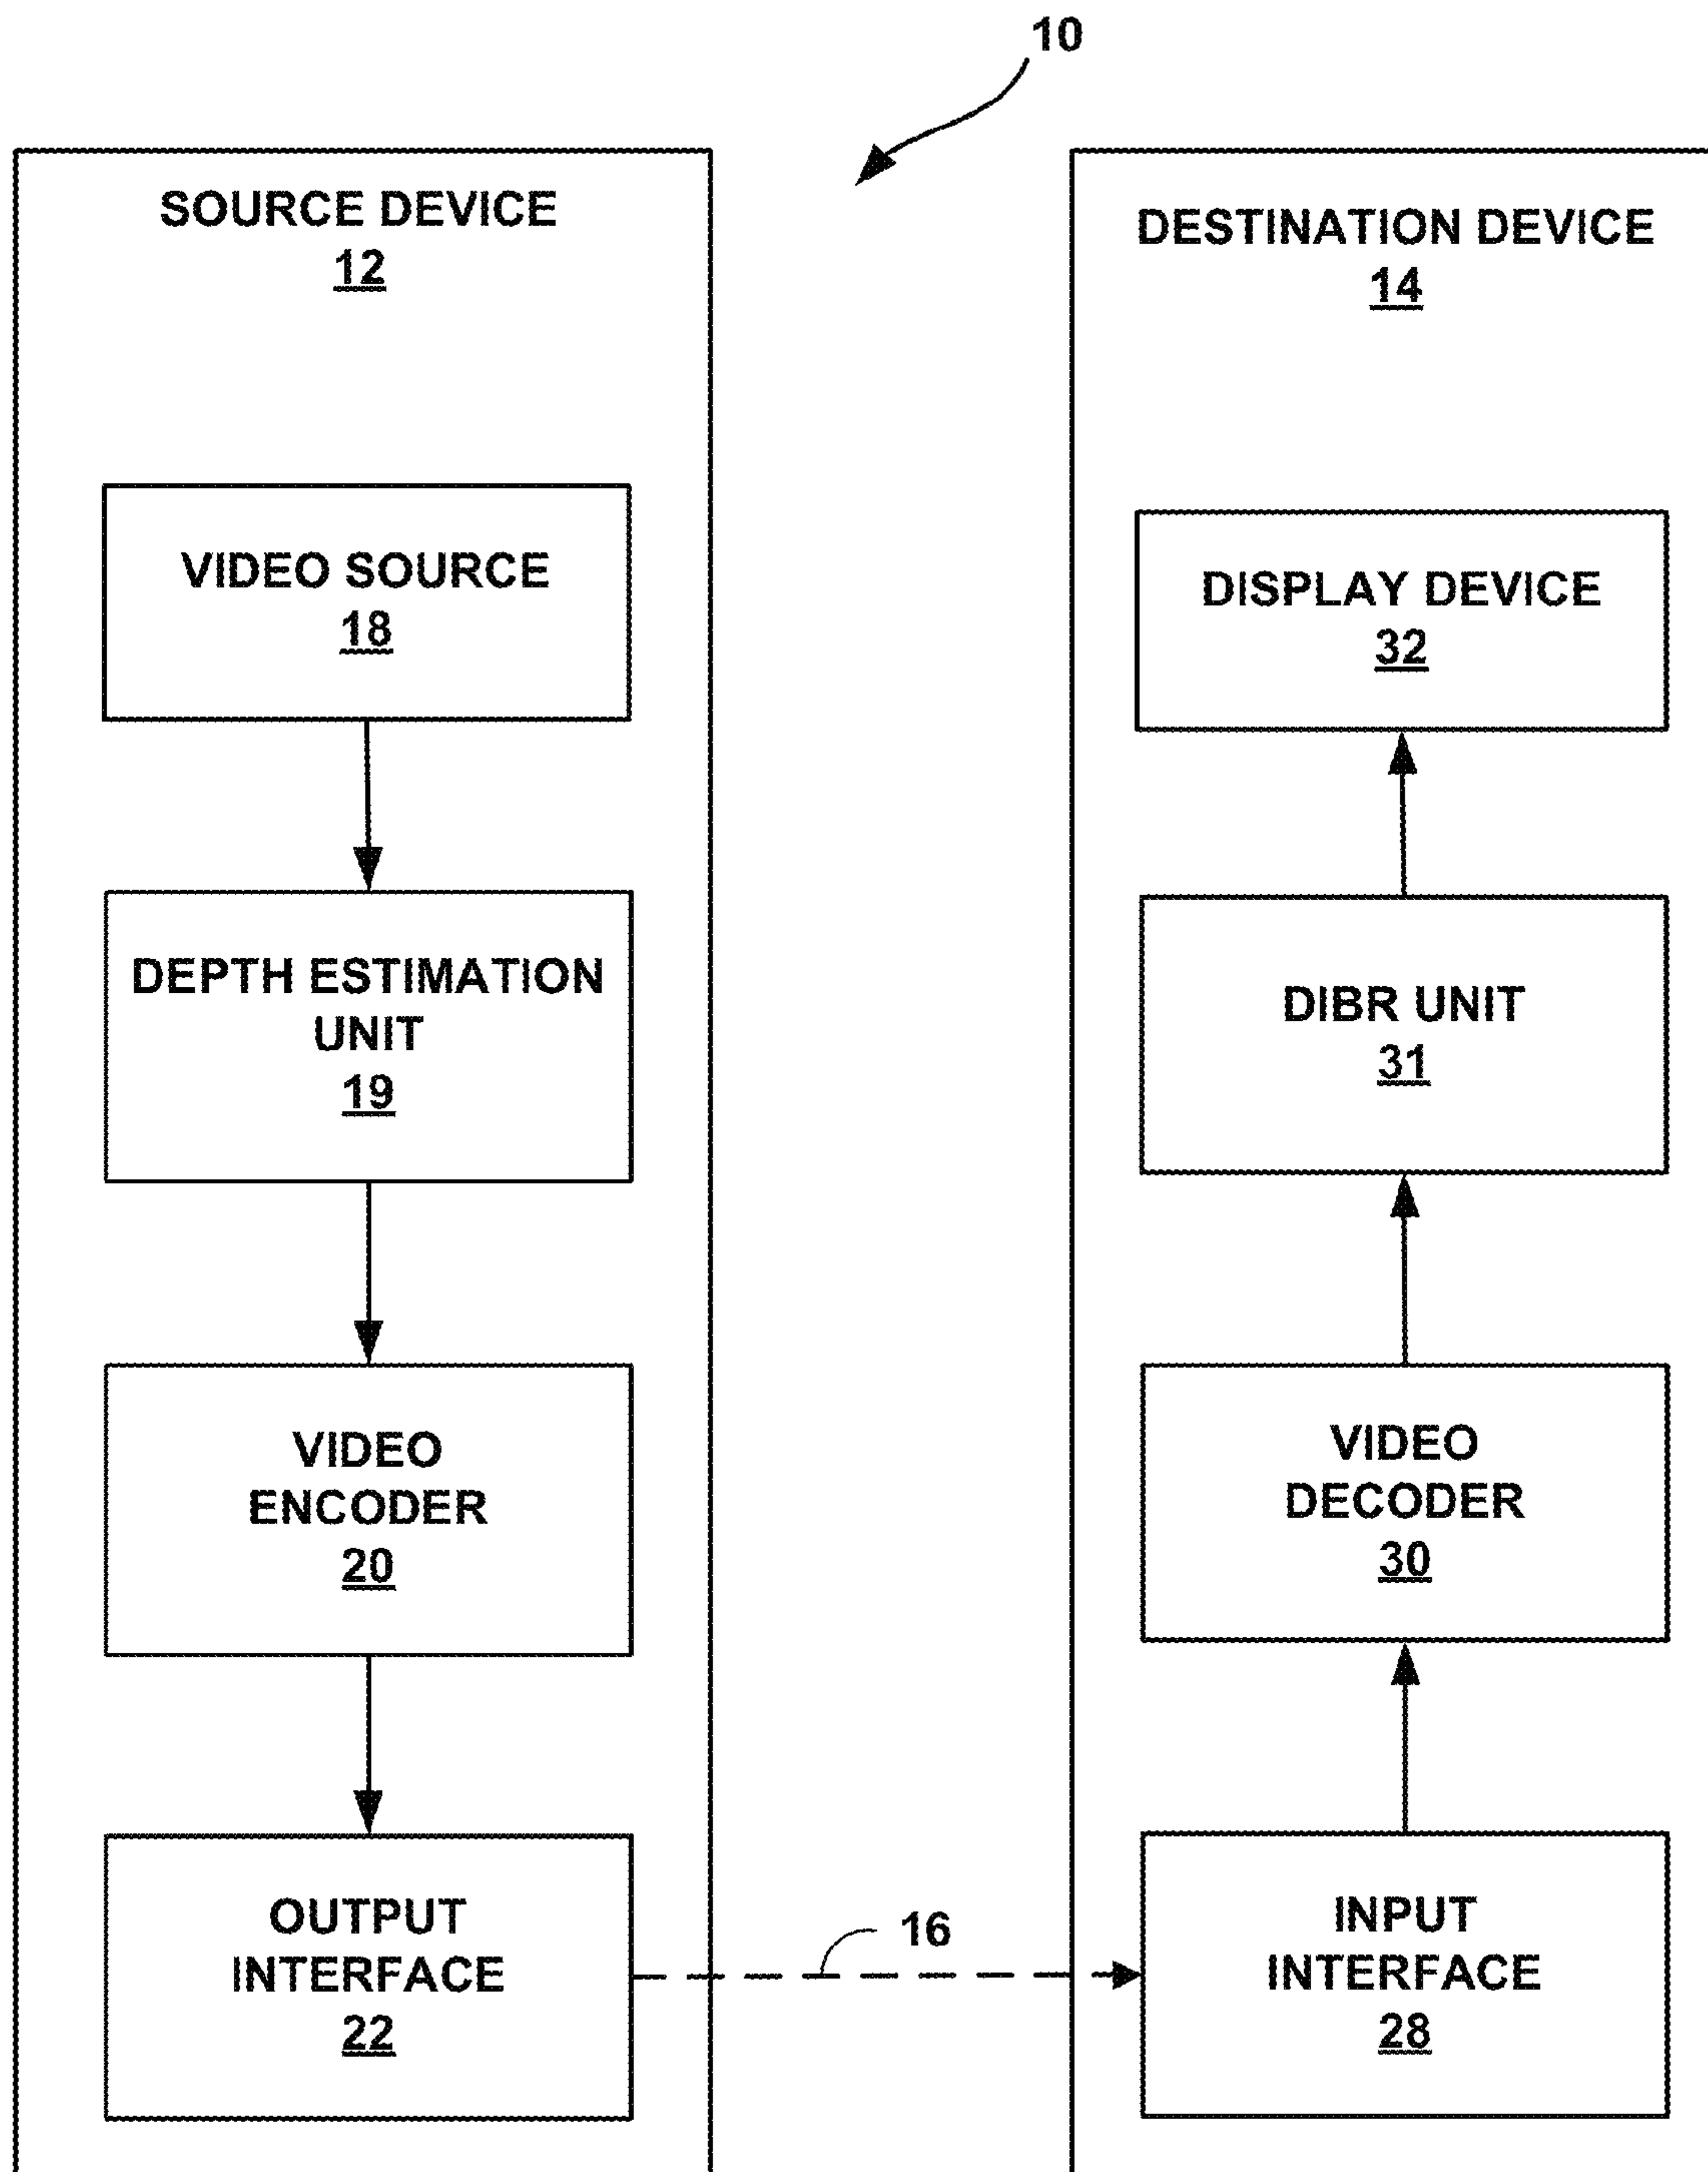 10
SOURCE DEVICE
12
VIDEO SOURCE
18
DEPTH ESTIMATION
UNIT
19
VIDEO
ENCODER
20
OUTPUT
INTERFACE
22
16
DESTINATION DEVICE
14
DISPLAY DEVICE
32
DIBR UNIT
31
VIDEO
DECODER
30
INPUT
INTERFACE
28